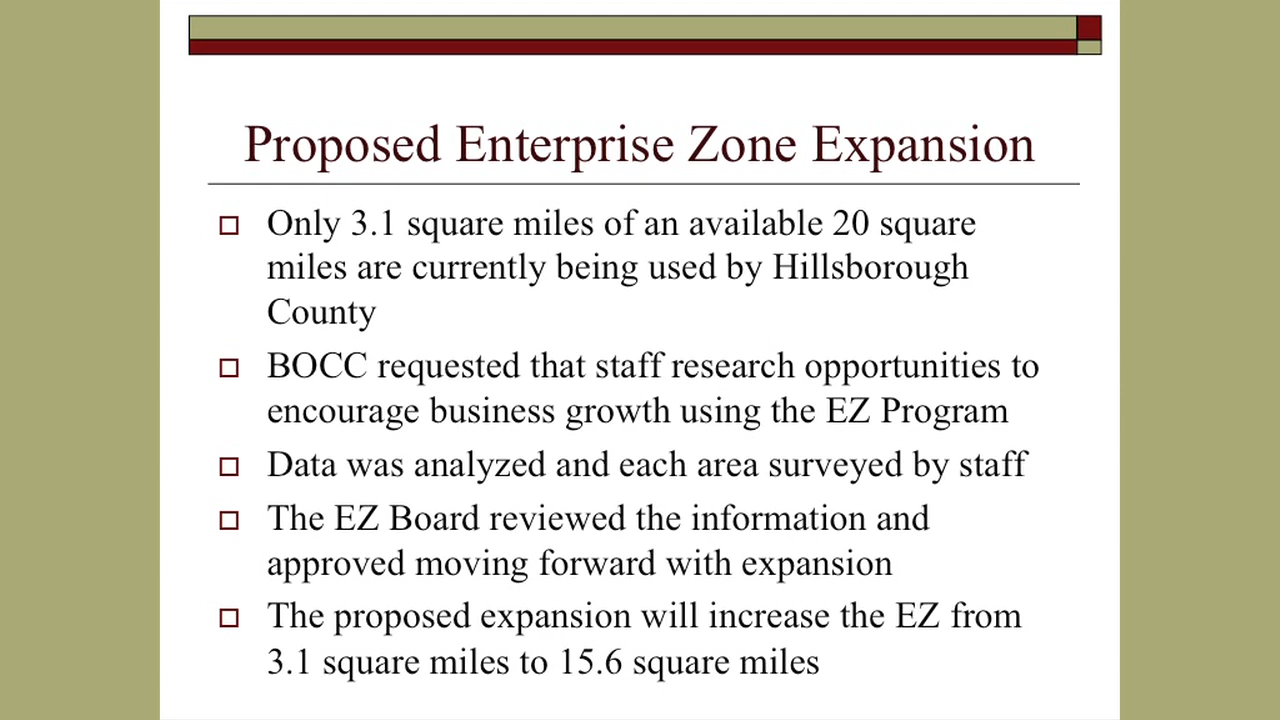 Proposed Enterprise Zone Expansion
Only 3.1 square miles of an available 20 square
miles are currently being used by Hillsborough
County
BOCC requested that staff research opportunities to
encourage business growth using the EZ Program
Data was analyzed and each area surveyed by staff
The EZ Board reviewed the information and
approved moving forward with expansion
The proposed expansion will increase the EZ from
3.1 square miles to 15.6 square miles